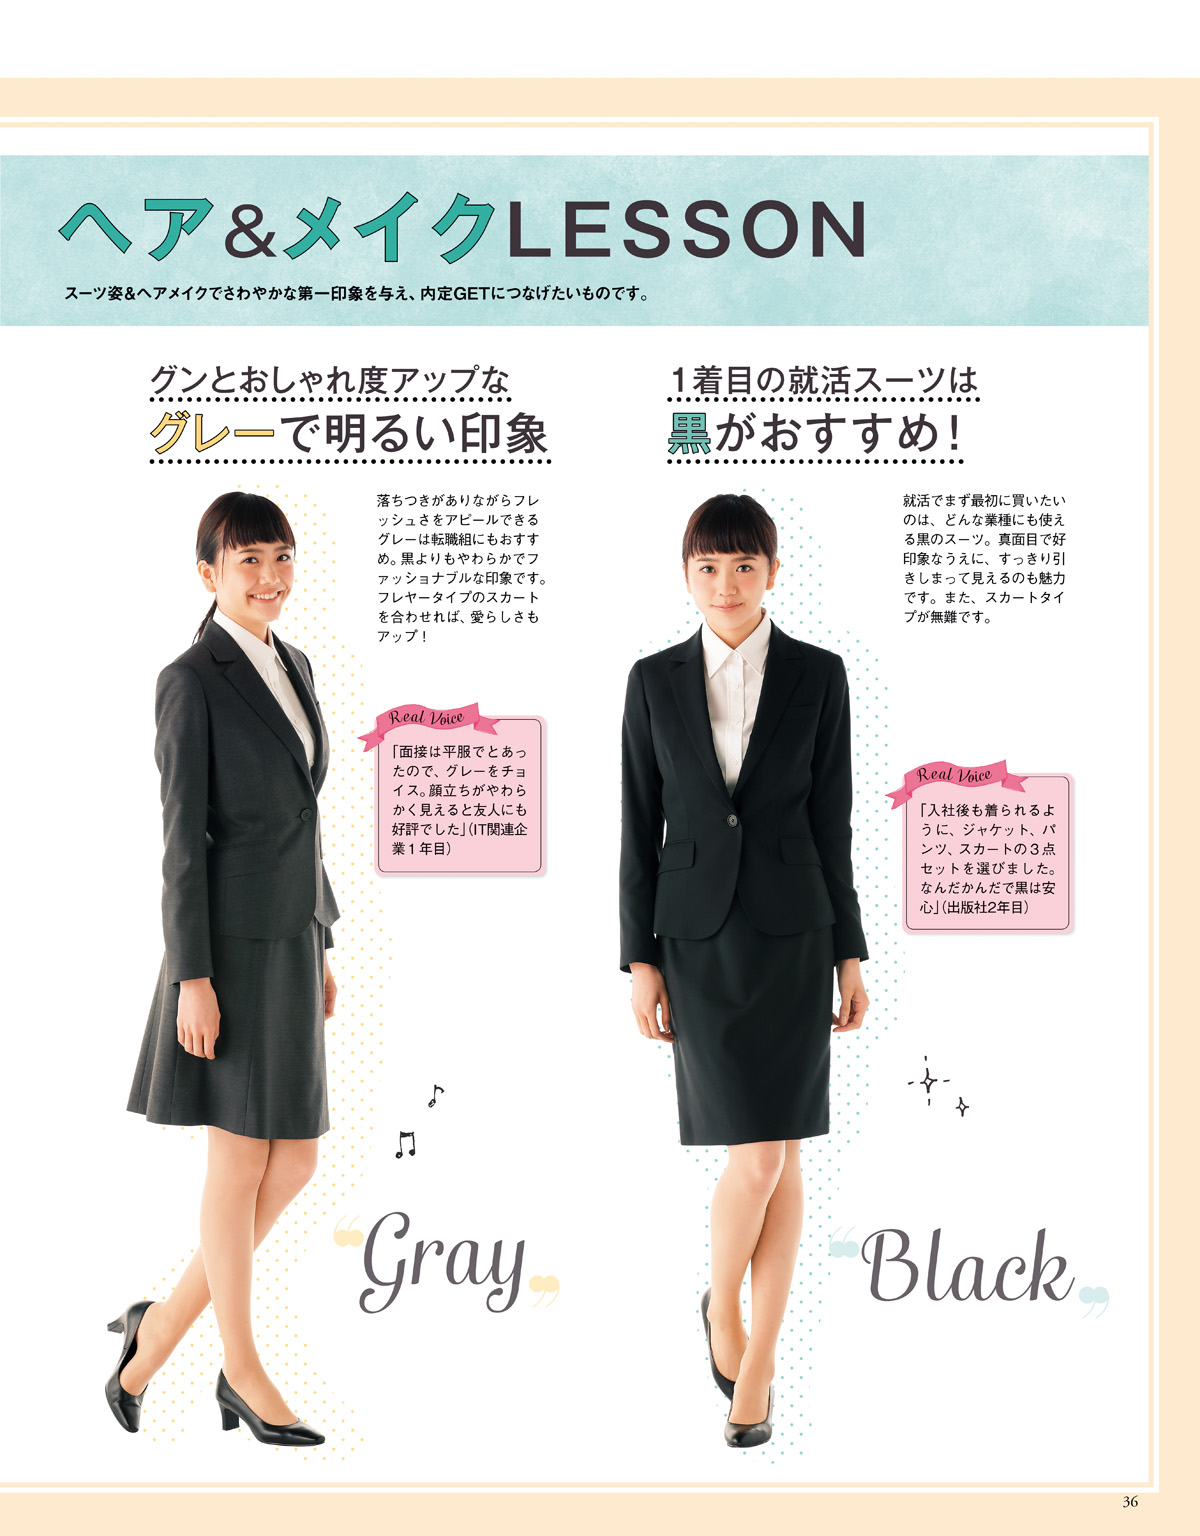 ヘア&メイクLESSON
スーツ姿&ヘアメイクでさわやかな第一印象を与え、内定GETにつなげたいものです。
グンとおしゃれ度アップな
グレーで明るい印象
落ちつきがありながらフレ
ッシュさをアピールできる
グレーは転職組にもおすす
め。黒よりもやわらかでフ
ァッショナブルな印象です。
フレヤータイプのスカート
を合わせれば、愛らしさも
アップ！
Real Voice
「面接は平服でとあっ
たので、グレーをチョ
イス。顔立ちがやわら
かく見えると友人にも
好評でした」（IT関連企
業１年目）
Gray
１着目の就活スーツは
黒がおすすめ！
就活でまず最初に買いたい
のは、どんな業種にも使え
る黒のスーツ。真面目で好
印象なうえに、すっきり引
きしまって見えるのも魅力
です。また、スカートタイ
プが無難です。
Real Voice
「入社後も着られるよ
うに、ジャケット、パ
ンツ、スカートの３点
セットを選びました。
なんだかんだで黒は安
心」（出版社2年目）
Black
36